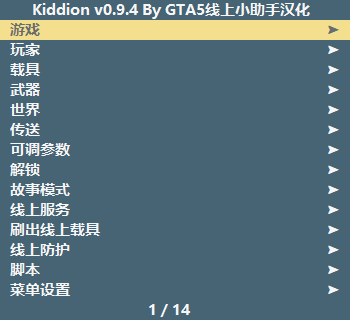 Kiddion v0.9.4 By GTA5线上小助手汉化
游戏
玩家
载具
武器
世界
传送
可调参数
解锁
故事模式
线上服务
刷出线上载具
线上防护
脚本
菜单设置
1 / 14